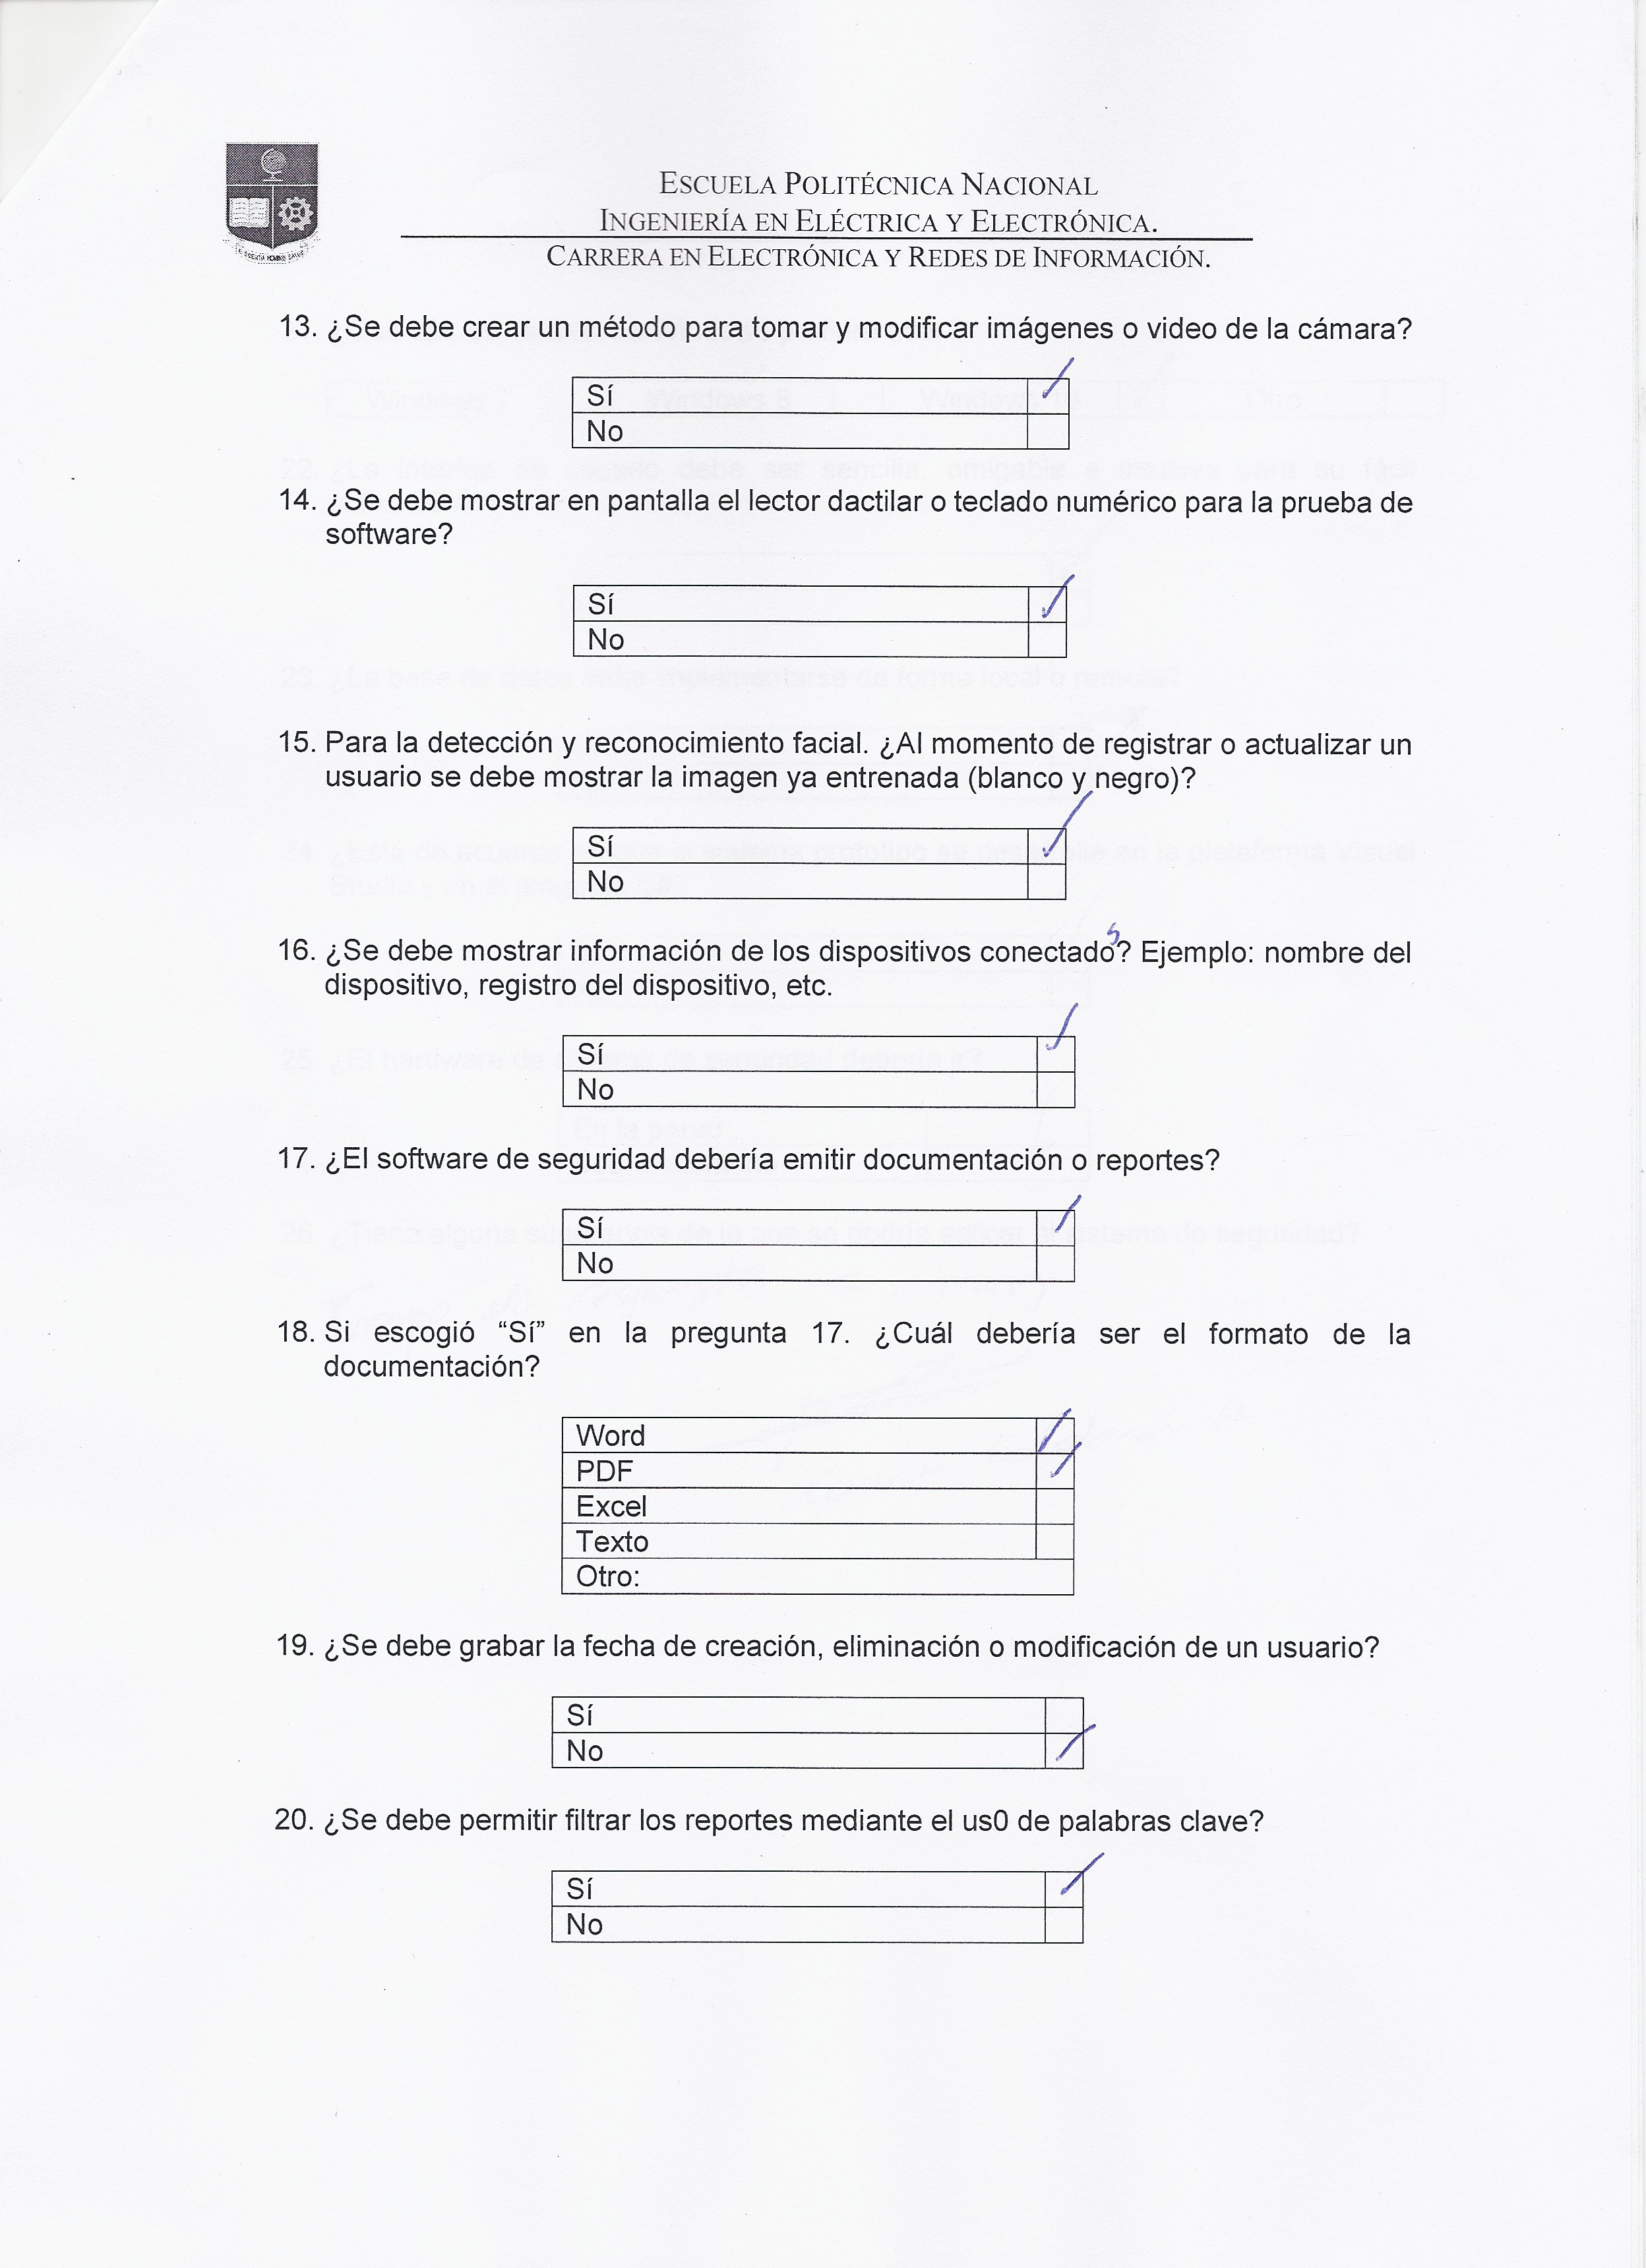 ESCUELA POLITÉCNICA NACIONAL
INGENIERÍA EN ELÉCTRICA Y ELECTRÓNICA.
CARRERA EN ELECTRÓNICA Y REDES DE INFORMACIÓN.
13. ¿Se debe crear un método para tomar y modificar imágenes o video de la cámara?
Sí ✓
No
14. ¿Se debe mostrar en pantalla el lector dactilar o teclado numérico para la prueba de
software?
Sí ✓
No
15. Para la detección y reconocimiento facial. ¿Al momento de registrar o actualizar un
usuario se debe mostrar la imagen ya entrenada (blanco y negro)?
Sí ✓
No
16. ¿Se debe mostrar información de los dispositivos conectados? Ejemplo: nombre del
dispositivo, registro del dispositivo, etc.
Sí ✓
No
17. ¿El software de seguridad debería emitir documentación o reportes?
Sí ✓
No
18. Si escogió “Sí” en la pregunta 17. ¿Cuál debería ser el formato de la
documentación?
Word ✓
PDF ✓
Excel
Texto
Otro:
19. ¿Se debe grabar la fecha de creación, eliminación o modificación de un usuario?
Sí
No ✓
20. ¿Se debe permitir filtrar los reportes mediante el us0 de palabras clave?
Sí ✓
No